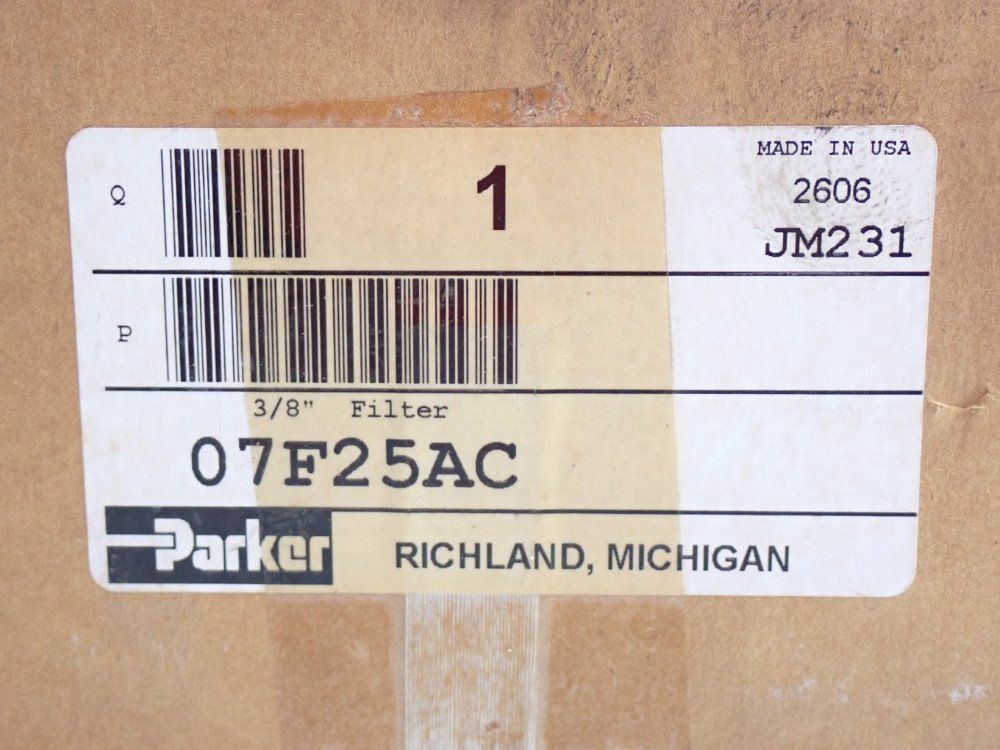 MADE IN USA
Q
1
2606
JM231
P
3/8" Filter
07F25AC
Parker
RICHLAND, MICHIGAN